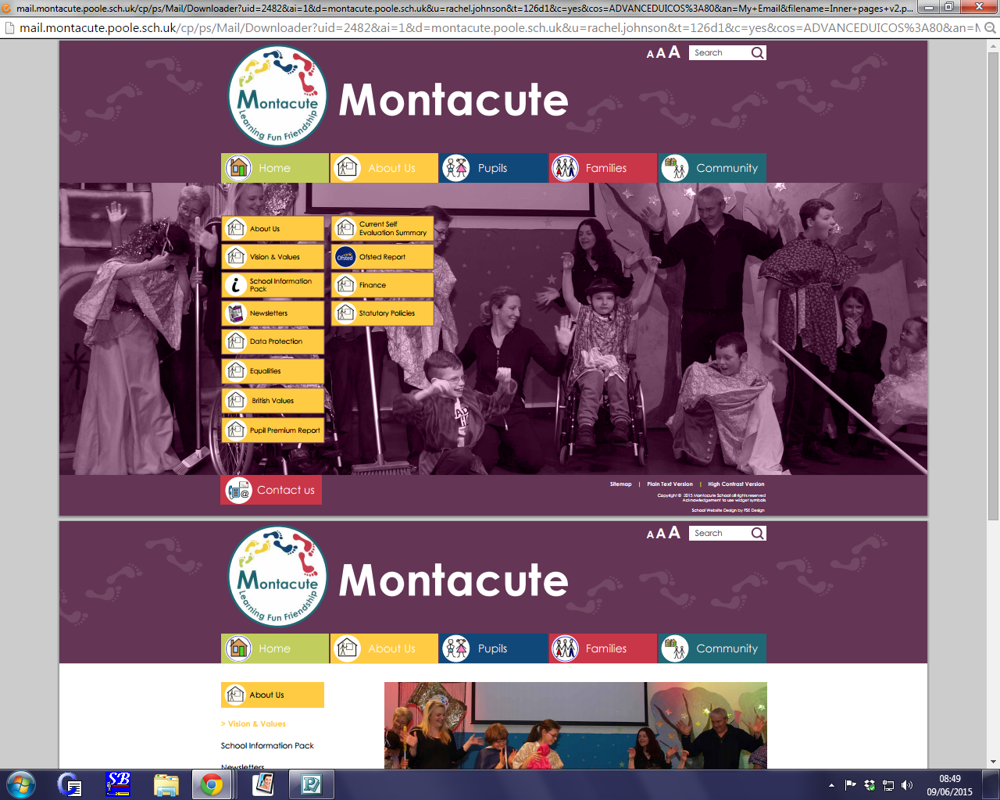 mail.montacute.poole.sch.uk/cp/ps/Mail/Downloader?uid=2482&ai=1&d=montacute.poole.sch.uk&u=rachel.johnson&t=126d1&c=yes&cos=ADVANCEDUICOS%3A80&an=My+Email&filename=Inner+pages+v2.p...
mail.montacute.poole.sch.uk/cp/ps/Mail/Downloader?uid=2482&ai=1&d=montacute.poole.sch.uk&u=rachel.johnson&t=126d1&c=yes&cos=ADVANCEDUICOS%3A80&an=M
A A A Search
Montacute
Learning Fun Friendship
Montacute
Home About Us Pupils Families Community
About Us
Vision & Values
School Information
Pack
Newsletters
Data Protection
Equalities
British Values
Pupil Premium Report
Current Self
Evaluation Summary
Ofsted
Ofsted Report
Finance
Statutory Policies
Contact us
Sitemap | Plain Text Version | High Contrast Version
Copyright © 2015 Montacute School all rights reserved
Acknowledgement to use widget symbols
School Website Design by FSE Design
A A A Search
Montacute
Learning Fun Friendship
Montacute
Home About Us Pupils Families Community
About Us
> Vision & Values
School Information Pack
Newsletters
SB
08:49
09/06/2015